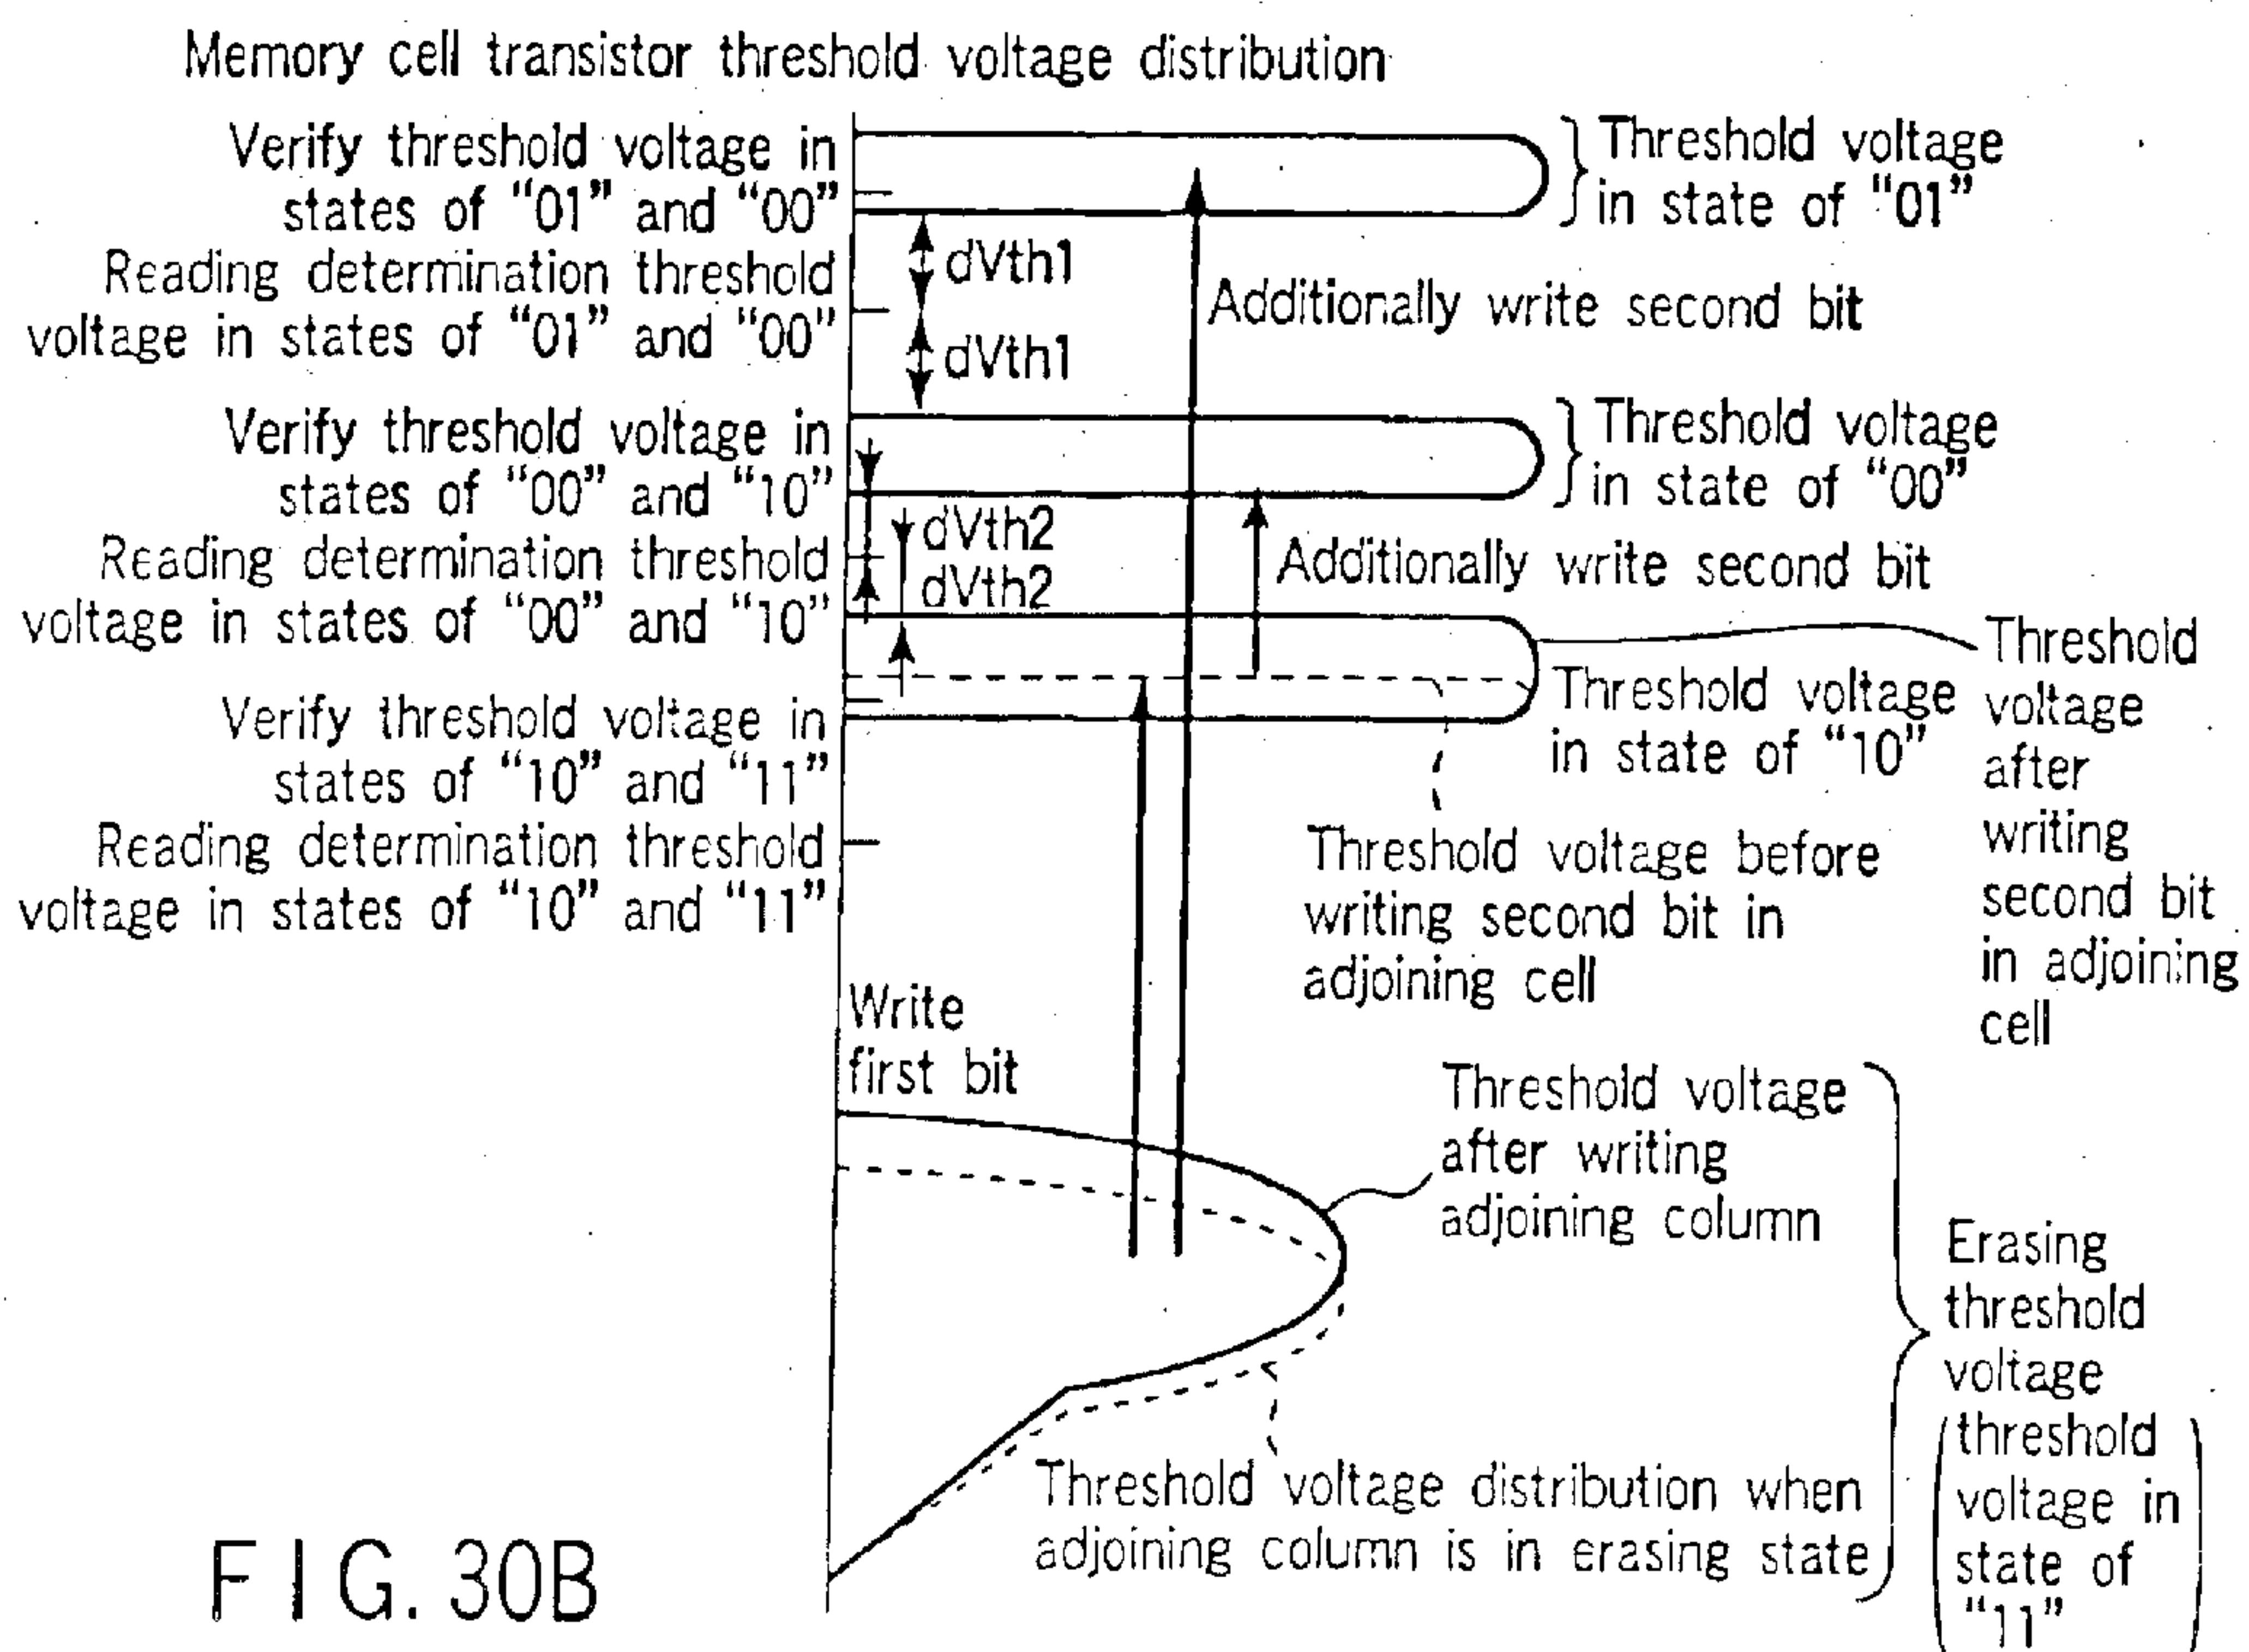 Memory cell transistor threshold voltage distribution
Verify threshold voltage in
states of “01” and “00”
Reading determination threshold
voltage in states of “01” and “00”
Verify threshold voltage in
states of “00” and “10”
Reading determination threshold
voltage in states of “00” and “10”
Verify threshold voltage in
states of “10” and “11”
Reading determination threshold
voltage in states of “10” and “11”
dVth1
dVth1
dVth2
dVth2
Threshold voltage
in state of “01”
Additionally write second bit
Threshold voltage
in state of “00”
Additionally write second bit
Threshold voltage
in state of “10”
Threshold
voltage
after
writing
second bit
in adjoining
cell
Threshold voltage before
writing second bit in
adjoining cell
Write
first bit
Threshold voltage
after writing
adjoining column
Threshold voltage distribution when
adjoining column is in erasing state
Erasing
threshold
voltage
(threshold
voltage in
state of
“11”
FIG. 30B